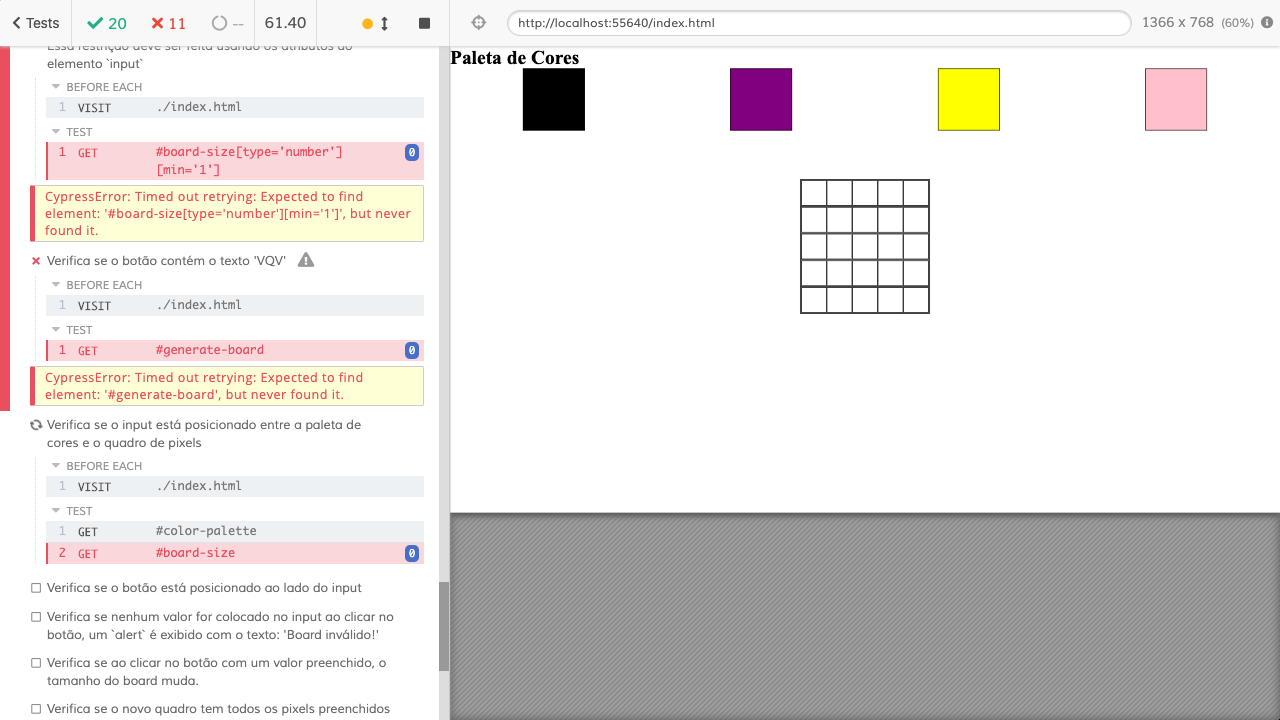 Tests
20
11
--
61.40
http://localhost:55640/index.html
1366 x 768 (60%)
Essa restrição deve ser feita usando os atributos do
elemento `input`
BEFORE EACH
1 VISIT ./index.html
TEST
1 GET #board-size[type='number']
[min='1']
0
CypressError: Timed out retrying: Expected to find
element: '#board-size[type='number'][min='1']', but never
found it.
Verifica se o botão contém o texto 'VQV'
BEFORE EACH
1 VISIT ./index.html
TEST
1 GET #generate-board 0
CypressError: Timed out retrying: Expected to find
element: '#generate-board', but never found it.
Verifica se o input está posicionado entre a paleta de
cores e o quadro de pixels
BEFORE EACH
1 VISIT ./index.html
TEST
1 GET #color-palette
2 GET #board-size 0
Verifica se o botão está posicionado ao lado do input
Verifica se nenhum valor for colocado no input ao clicar no
botão, um `alert` é exibido com o texto: 'Board inválido!'
Verifica se ao clicar no botão com um valor preenchido, o
tamanho do board muda.
Verifica se o novo quadro tem todos os pixels preenchidos
Paleta de Cores